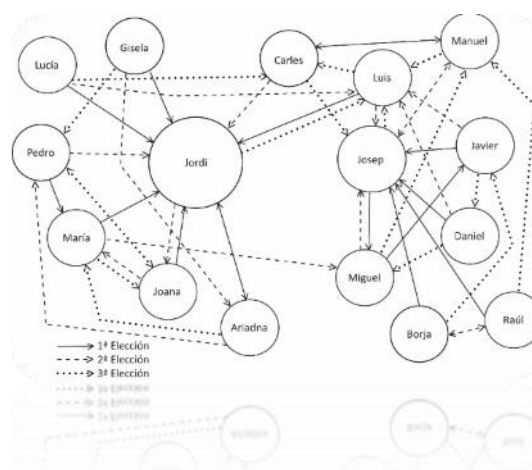 Gisela
Manuel
Lucía
Carles
Luis
Pedro
Jordi
Josep
Javier
María
Daniel
Joana
Miguel
Ariadna
Borja
Raúl
1ª Elección
2ª Elección
3ª Elección